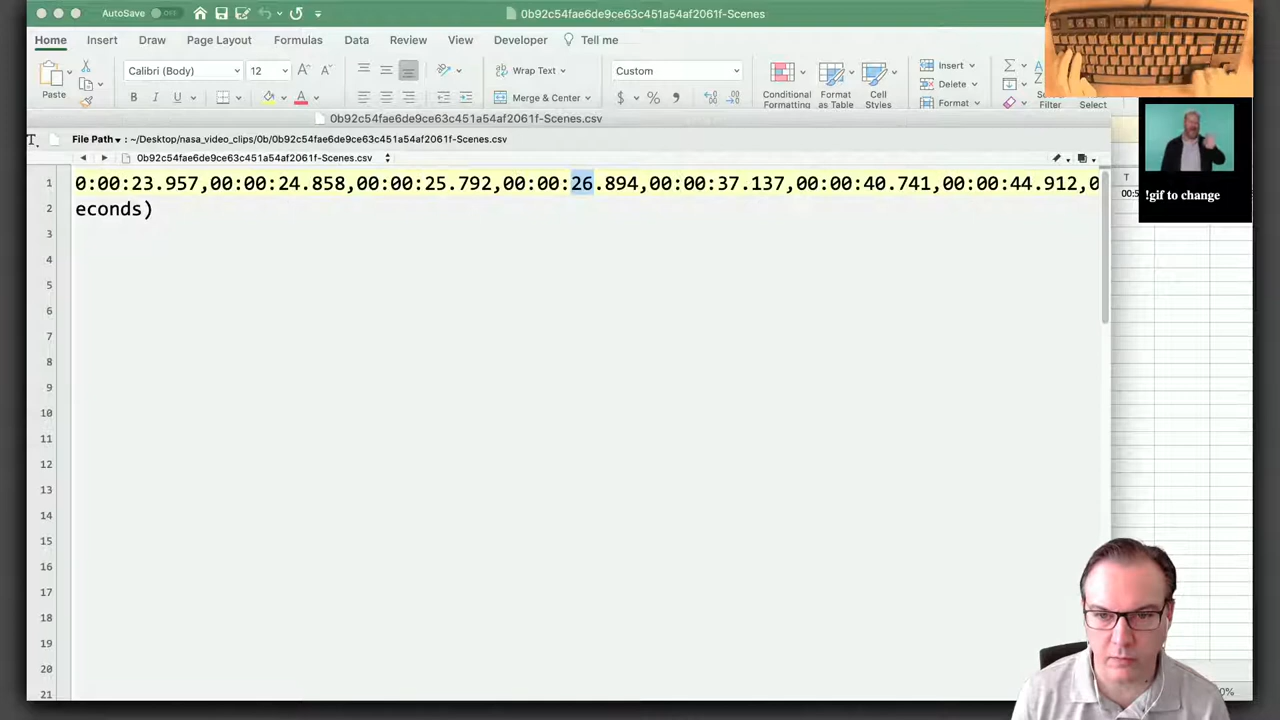 AutoSave OFF
0b92c54fae6de9ce63c451a54af2061f-Scenes
Home Insert Draw Page Layout Formulas Data Review View Developer Tell me
Calibri (Body) 12 Wrap Text Custom Insert
Paste B I U Merge & Center $ % Conditional Formatting Format as Table Cell Styles Delete Format Filter Select
0b92c54fae6de9ce63c451a54af2061f-Scenes.csv
File Path : ~/Desktop/nasa_video_clips/0b/0b92c54fae6de9ce63c451a54af2061f-Scenes.csv
0b92c54fae6de9ce63c451a54af2061f-Scenes.csv
1 0:00:23.957,00:00:24.858,00:00:25.792,00:00:26.894,00:00:37.137,00:00:40.741,00:00:44.912,0
2 econds)
3
4
5
6
7
8
9
10
11
12
13
14
15
16
17
18
19
20
21
T
00:5
!gif to change
0%